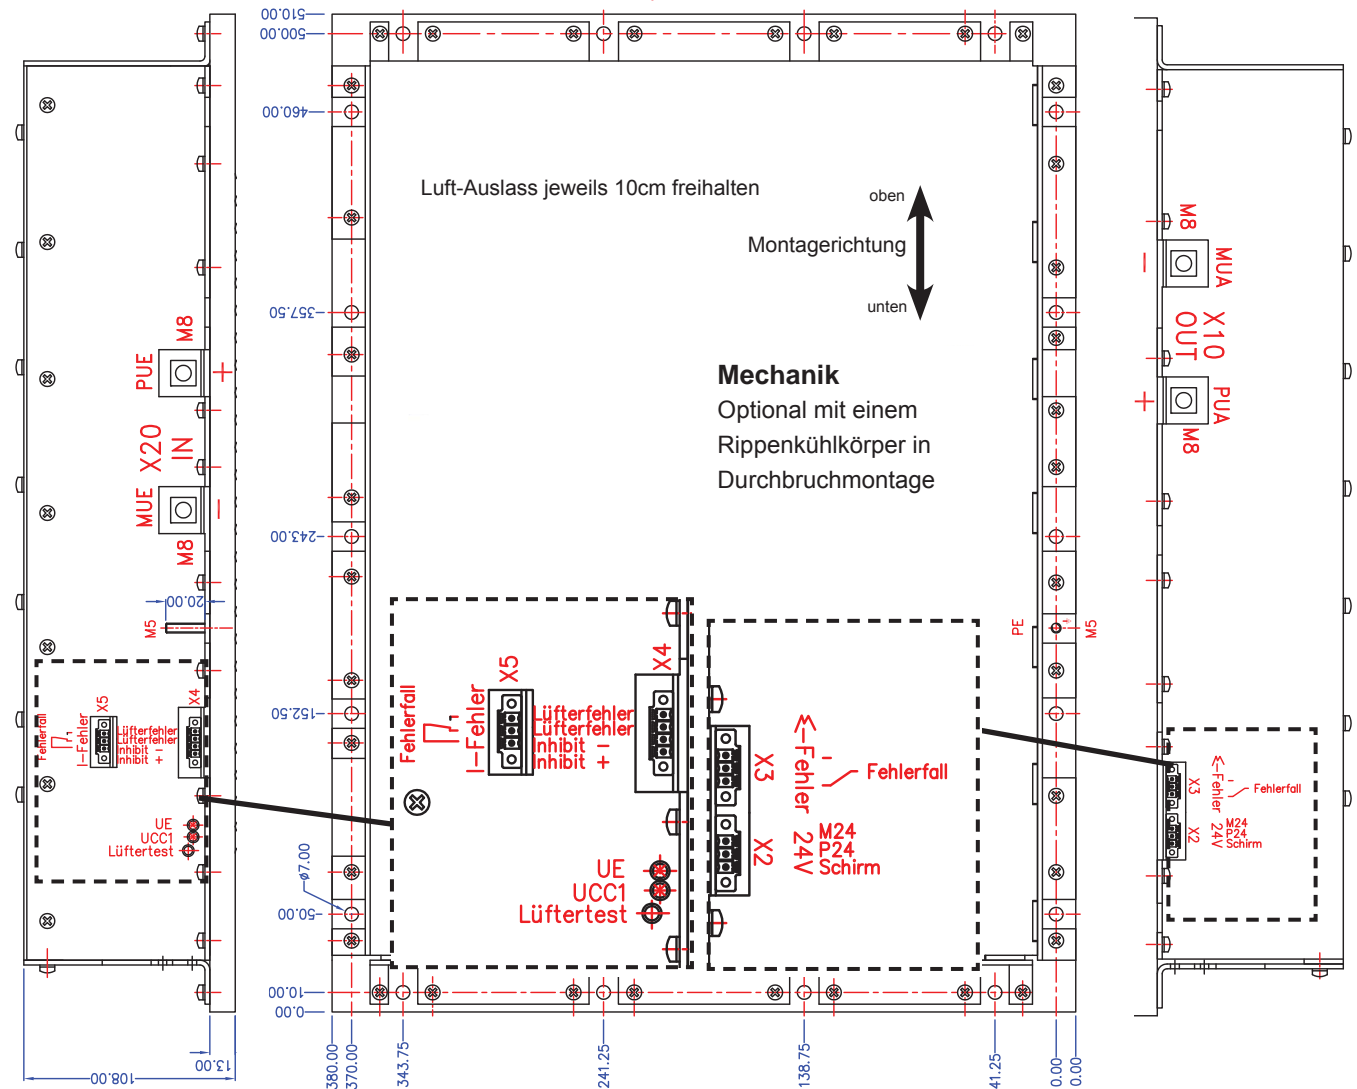 510.00
500.00
460.00
357.50
243.00
152.50
50.00
ø7.00
10.00
0.00
380.00
370.00
343.75
241.25
138.75
41.25
0.00
0.00
108.00
13.00
20.00
M5
M8
PUE
+
X20
IN
MUE
–
M8
X5
X4
Fehlerfall
I-Fehler
Lüfterfehler
Lüfterfehler
Inhibit –
Inhibit +
UE
UCC1
Lüftertest
Luft-Auslass jeweils 10cm freihalten
oben
Montagerichtung
unten
Mechanik
Optional mit einem
Rippenkühlkörper in
Durchbruchmontage
X5
X4
Fehlerfall
I-Fehler
Lüfterfehler
Lüfterfehler
Inhibit –
Inhibit +
UE
UCC1
Lüftertest
X3
<-Fehler
Fehlerfall
X2
24V
M24
P24
Schirm
PE
M5
M8
MUA
–
X10
OUT
PUA
+
M8
X3
<-Fehler
Fehlerfall
X2
24V
M24
P24
Schirm